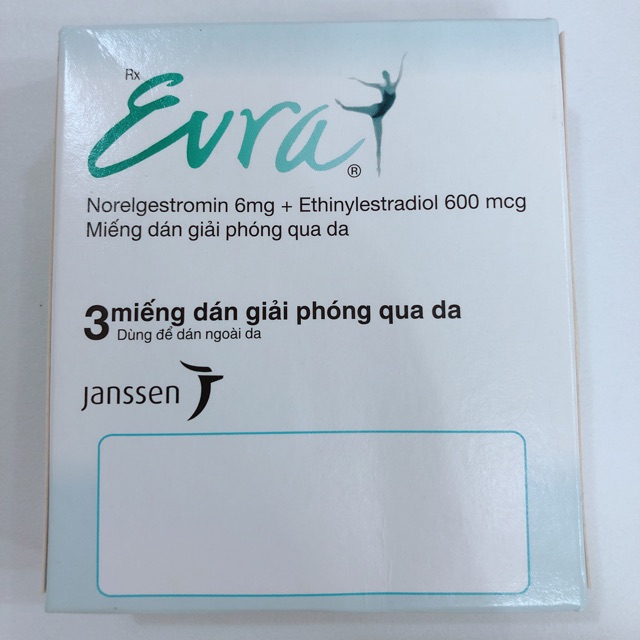 Rx
Evra®
Norelgestromin 6mg + Ethinylestradiol 600 mcg
Miếng dán giải phóng qua da
3 miếng dán giải phóng qua da
Dùng để dán ngoài da
janssen